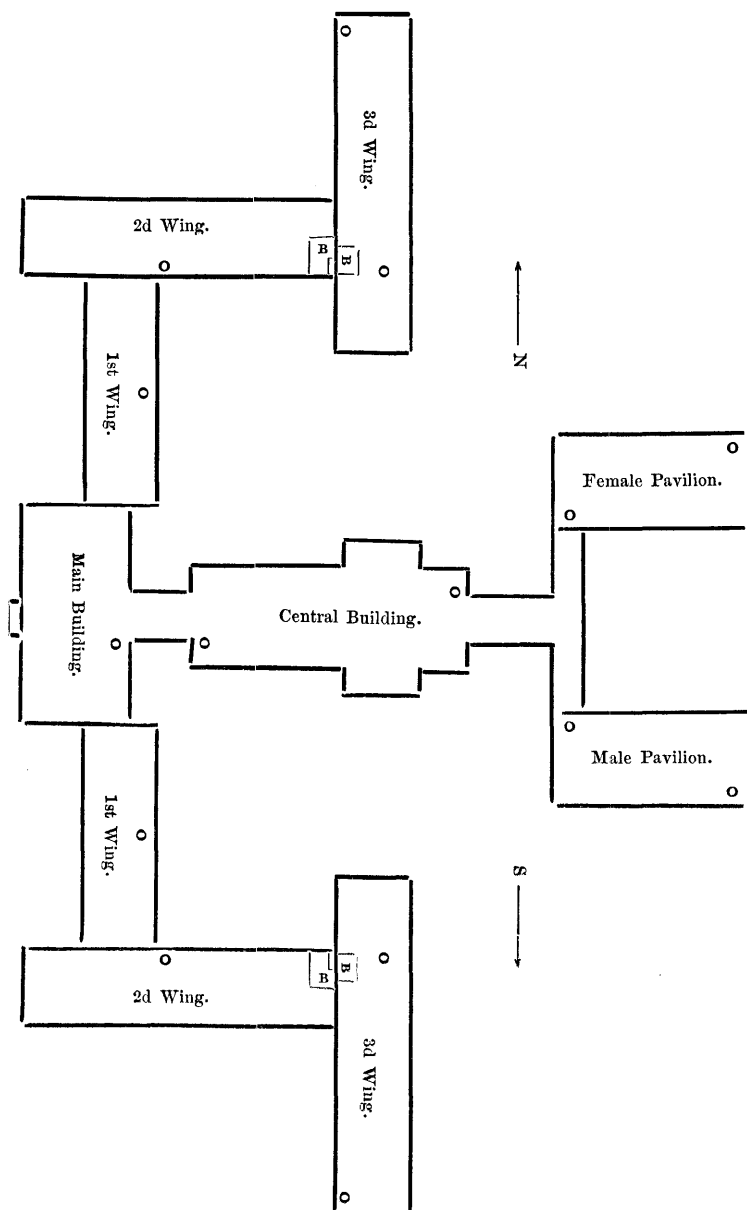 O
3d Wing.
2d Wing.
B
B
O
O
N
1st Wing.
O
O
Female Pavilion.
O
Main Building.
O
Central Building.
O
O
O
Male Pavilion.
O
1st Wing.
O
S
O
O
B
B
2d Wing.
3d Wing.
O